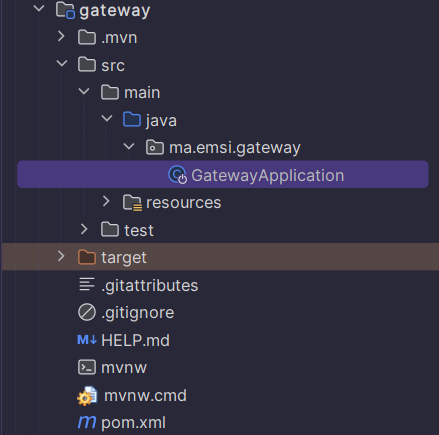 gateway
.mvn
src
main
java
ma.emsi.gateway
GatewayApplication
resources
test
target
.gitattributes
.gitignore
M↓ HELP.md
mvnw
mvnw.cmd
m pom.xml